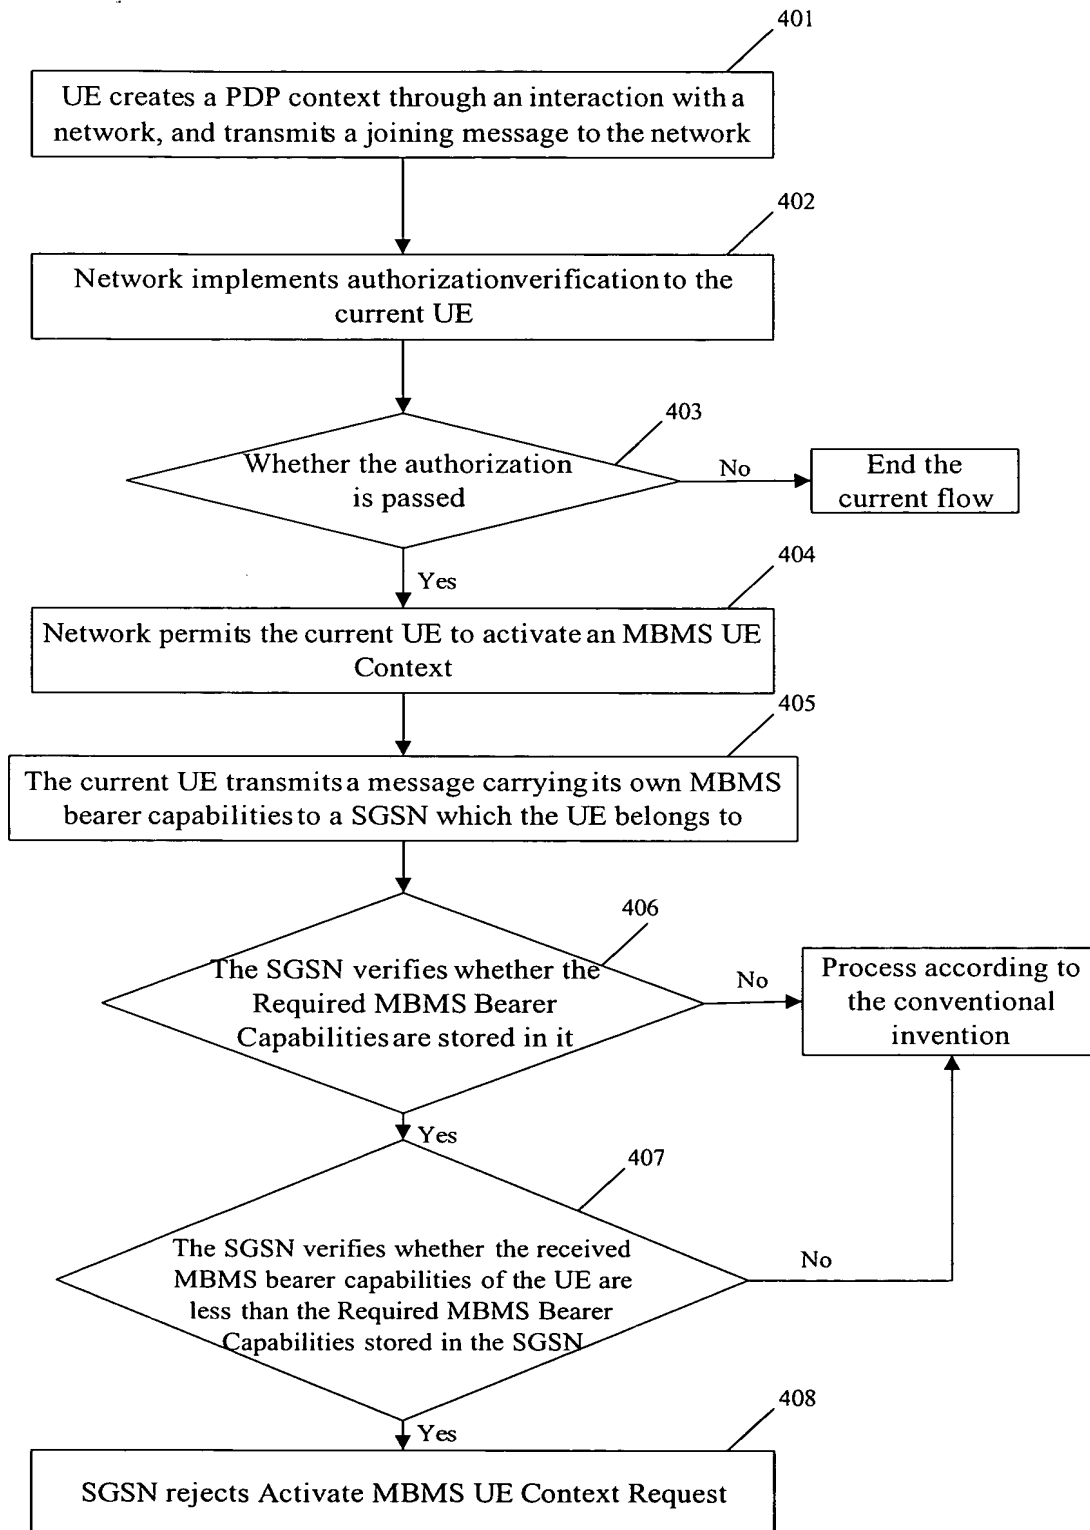 401
UE creates a PDP context through an interaction with a
network, and transmits a joining message to the network
402
Network implements authorizationverification to the
current UE
403
Whether the authorization
is passed
No
End the
current flow
Yes
404
Network permits the current UE to activate an MBMS UE
Context
405
The current UE transmits a message carrying its own MBMS
bearer capabilities to a SGSN which the UE belongs to
406
The SGSN verifies whether the
Required MBMS Bearer
Capabilities are stored in it
No
Process according to
the conventional
invention
Yes
407
The SGSN verifies whether the received
MBMS bearer capabilities of the UE are
less than the Required MBMS Bearer
Capabilities stored in the SGSN
No
Yes
408
SGSN rejects Activate MBMS UE Context Request